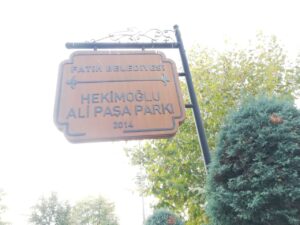 FATİH BELEDİYESİ
HEKİMOĞLU
ALİ PAŞA PARKI
2014